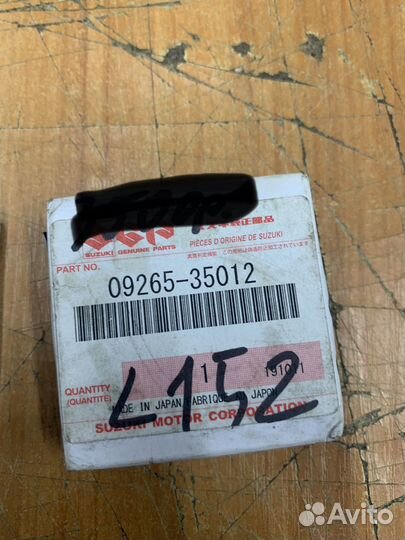 SUZUKI GENUINE PARTS
PIÈCES D'ORIGINE DE SUZUKI
PART NO.
09265-35012
1
QUANTITY
(QUANTITE)
L152
MADE IN JAPAN FABRIQUE JAPON
SUZUKI MOTOR CORPORATION
Avito